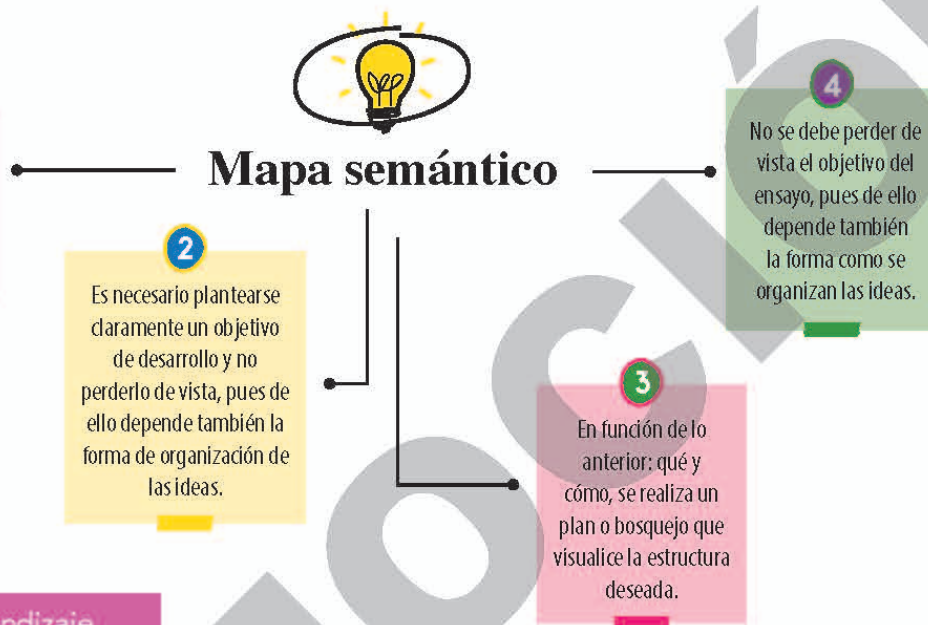 Mapa semántico
2
Es necesario plantearse
claramente un objetivo
de desarrollo y no
perderlo de vista, pues de
ello depende también la
forma de organización de
las ideas.
3
En función de lo
anterior: qué y
cómo, se realiza un
plan o bosquejo que
visualice la estructura
deseada.
4
No se debe perder de
vista el objetivo del
ensayo, pues de ello
depende también
la forma como se
organizan las ideas.